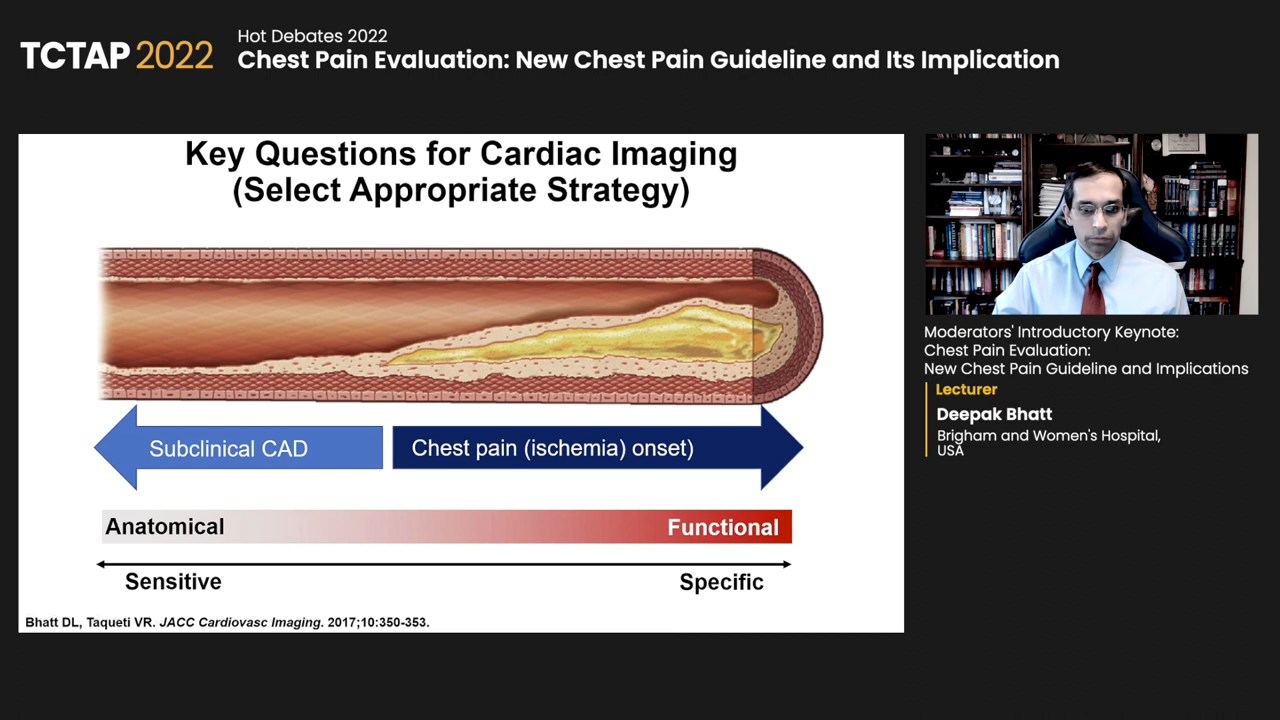 TCTAP 2022
Hot Debates 2022
Chest Pain Evaluation: New Chest Pain Guideline and Its Implication
Key Questions for Cardiac Imaging
(Select Appropriate Strategy)
Subclinical CAD
Chest pain (ischemia) onset)
Anatomical
Functional
Sensitive
Specific
Bhatt DL, Taqueti VR. JACC Cardiovasc Imaging. 2017;10:350-353.
Moderators' Introductory Keynote:
Chest Pain Evaluation:
New Chest Pain Guideline and Implications
Lecturer
Deepak Bhatt
Brigham and Women's Hospital,
USA